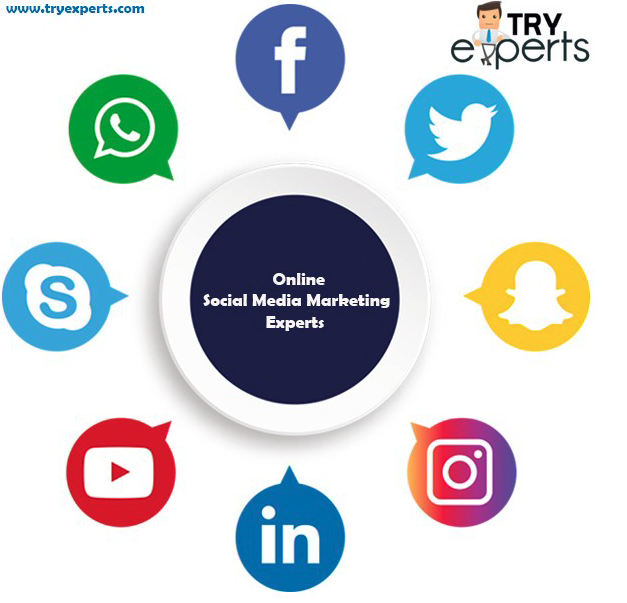 www.tryexperts.com
TRY
experts
Online
Social Media Marketing
Experts